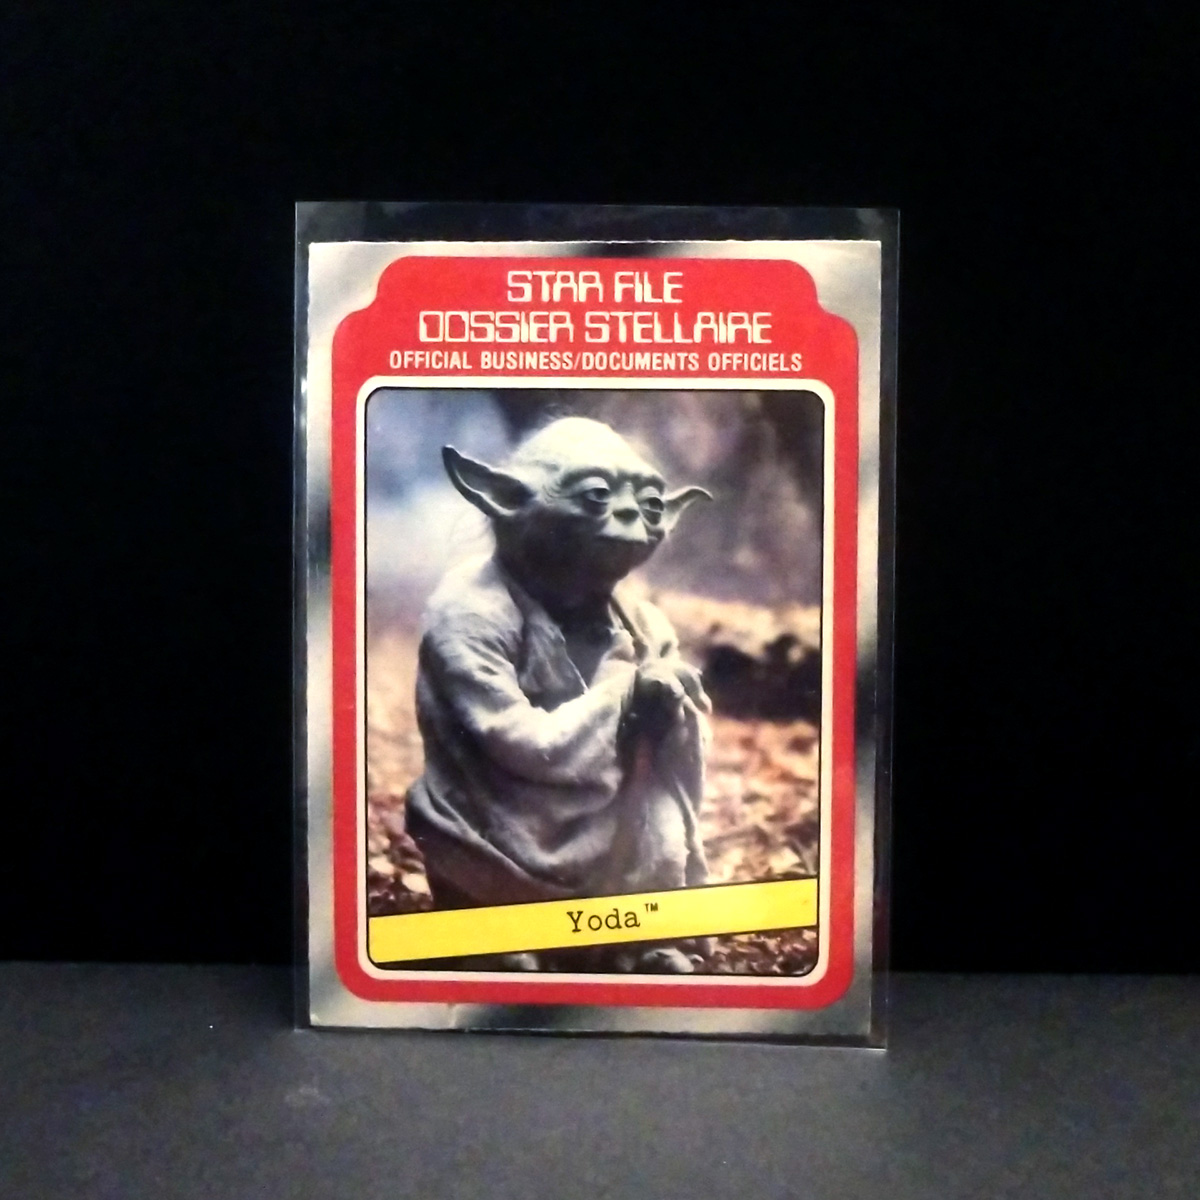 STAR FILE
DOSSIER STELLAIRE
OFFICIAL BUSINESS/DOCUMENTS OFFICIELS
Yoda™